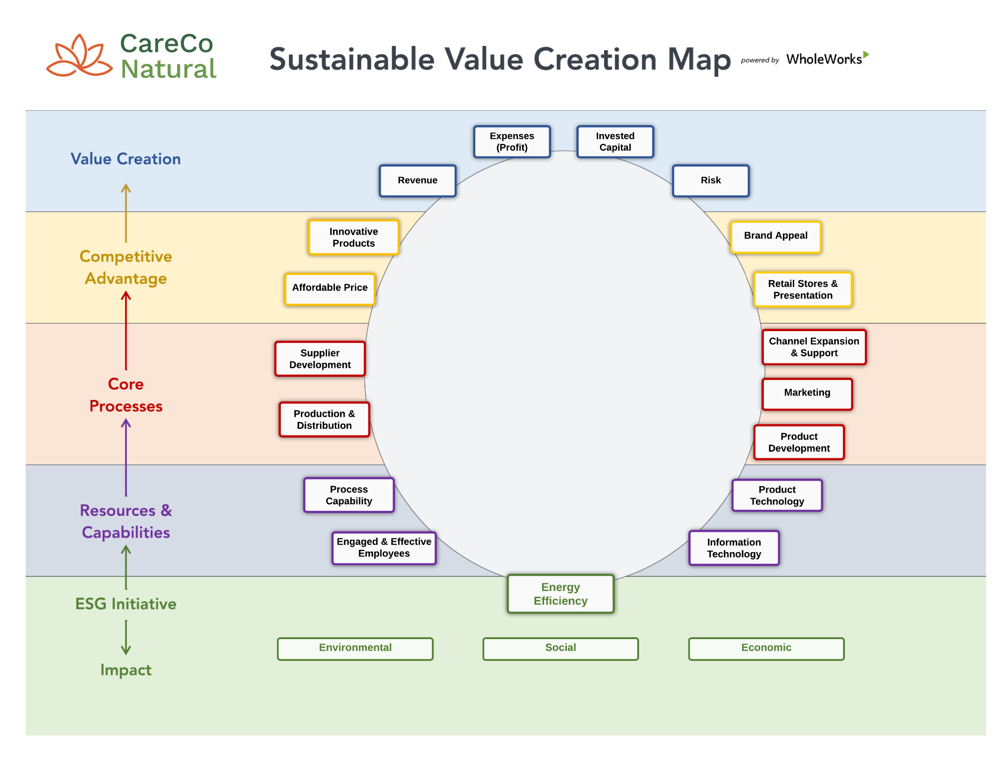 CareCo
Natural
Sustainable Value Creation Map powered by WholeWorks
Value Creation
Expenses
(Profit)
Invested
Capital
Revenue
Risk
Competitive
Advantage
Innovative
Products
Brand Appeal
Affordable Price
Retail Stores &
Presentation
Core
Processes
Supplier
Development
Channel Expansion
& Support
Marketing
Production &
Distribution
Product
Development
Resources &
Capabilities
Process
Capability
Product
Technology
Engaged & Effective
Employees
Information
Technology
ESG Initiative
Energy
Efficiency
Impact
Environmental
Social
Economic